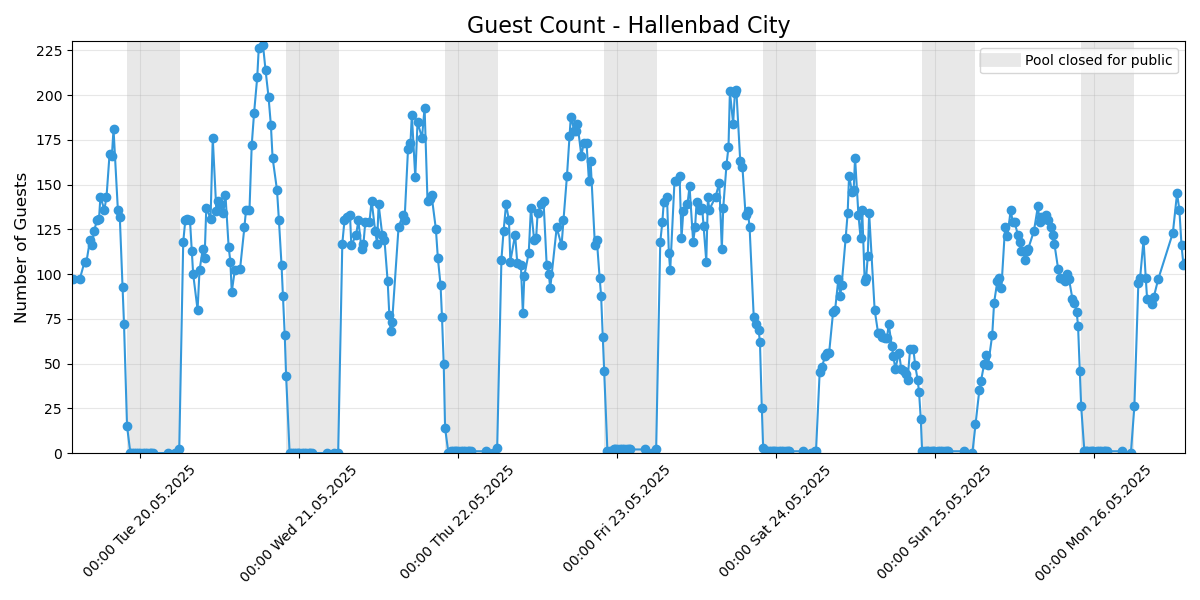 Guest Count - Hallenbad City
Number of Guests
225
200
175
150
125
100
75
50
25
0
Pool closed for public
00:00 Tue 20.05.2025
00:00 Wed 21.05.2025
00:00 Thu 22.05.2025
00:00 Fri 23.05.2025
00:00 Sat 24.05.2025
00:00 Sun 25.05.2025
00:00 Mon 26.05.2025